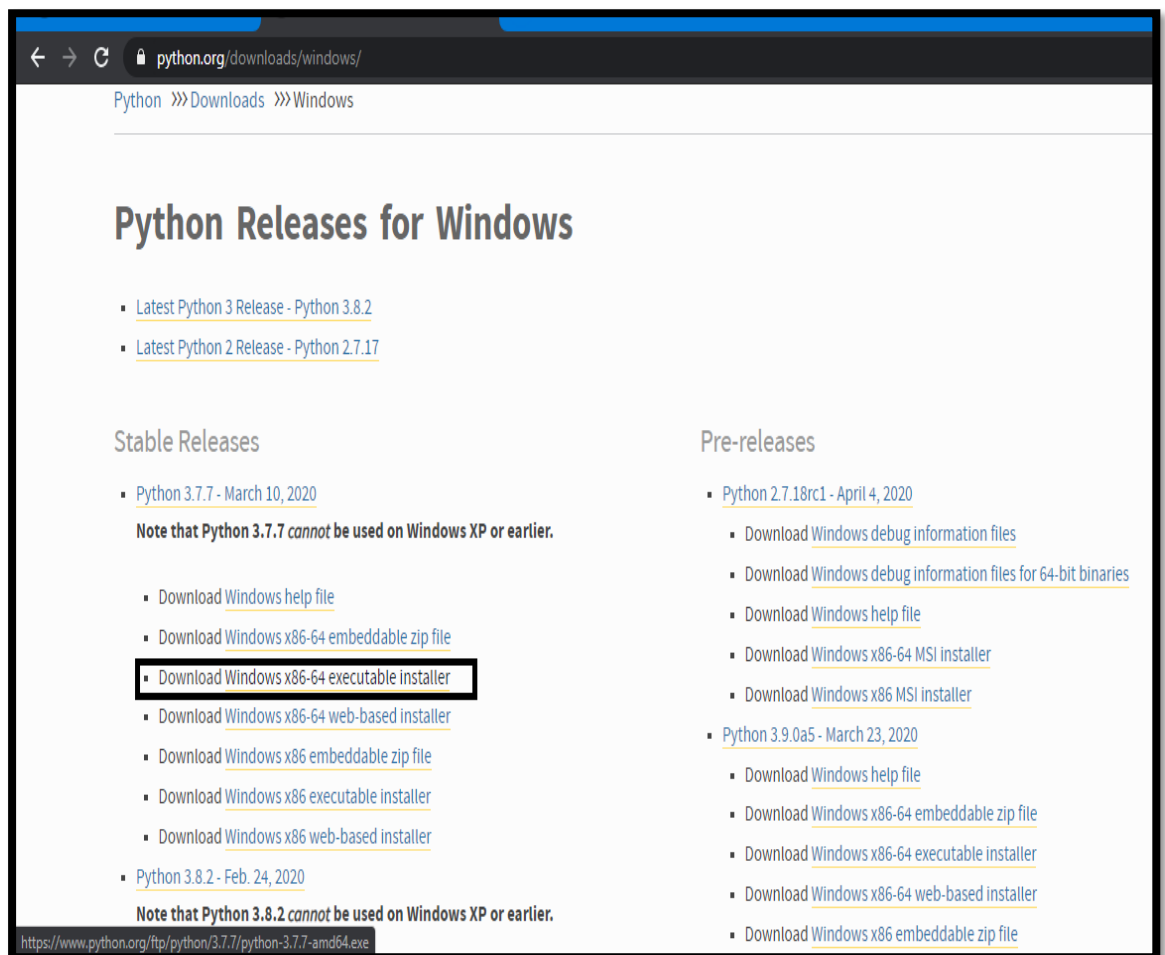 python.org/downloads/windows/
Python >>> Downloads >>> Windows
Python Releases for Windows
Latest Python 3 Release - Python 3.8.2
Latest Python 2 Release - Python 2.7.17
Stable Releases
Python 3.7.7 - March 10, 2020
Note that Python 3.7.7 cannot be used on Windows XP or earlier.
Download Windows help file
Download Windows x86-64 embeddable zip file
Download Windows x86-64 executable installer
Download Windows x86-64 web-based installer
Download Windows x86 embeddable zip file
Download Windows x86 executable installer
Download Windows x86 web-based installer
Python 3.8.2 - Feb. 24, 2020
Note that Python 3.8.2 cannot be used on Windows XP or earlier.
Pre-releases
Python 2.7.18rc1 - April 4, 2020
Download Windows debug information files
Download Windows debug information files for 64-bit binaries
Download Windows help file
Download Windows x86-64 MSI installer
Download Windows x86 MSI installer
Python 3.9.0a5 - March 23, 2020
Download Windows help file
Download Windows x86-64 embeddable zip file
Download Windows x86-64 executable installer
Download Windows x86-64 web-based installer
Download Windows x86 embeddable zip file
https://www.python.org/ftp/python/3.7.7/python-3.7.7-amd64.exe